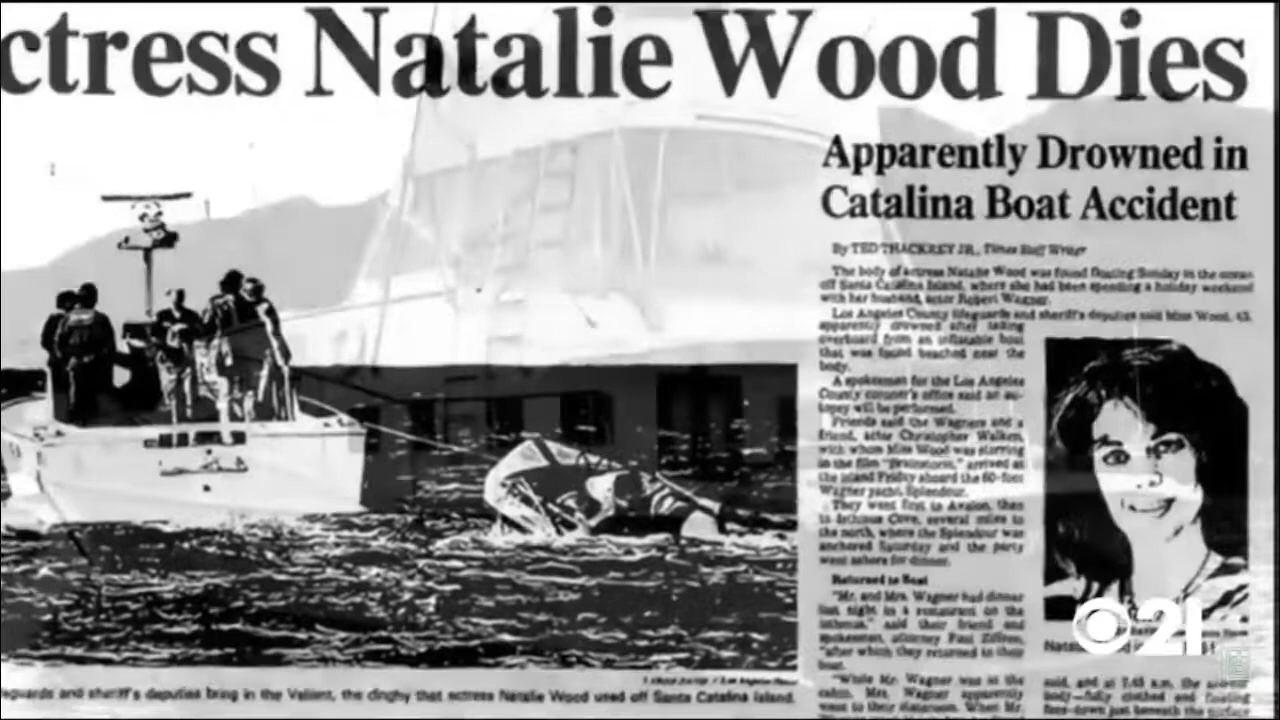 ctress Natalie Wood Dies
Apparently Drowned in
Catalina Boat Accident
By TED THACKREY JR., Times Staff Writer
The body of actress Natalie Wood was found floating Sunday in the ocean
off Santa Catalina Island, where she had been spending a holiday weekend
with her husband, actor Robert Wagner.
Los Angeles County lifeguards and sheriff's deputies said Miss Wood, 43,
apparently drowned after taking
overboard from an inflatable boat
that was found beached near the
body.
A spokesman for the Los Angeles
County coroner's office said an au-
topsy will be performed.
Friends said the Wagners and a
friend, actor Christopher Walken,
with whom Miss Wood was starring
in the film "Brainstorm," arrived at
the island Friday aboard the 60-foot
Wagner yacht, Splendour.
They went first to Avalon, then
to Isthmus Cove, several miles to
the north, where the Splendour was
anchored Saturday and the party
went ashore for dinner.
Returned to Boat
"Mr. and Mrs. Wagner had dinner
last night in a restaurant on the
isthmus," said their friend and
spokesman, attorney Paul Ziffren,
"after which they returned to their
boat.
"While Mr. Wagner was in the
cabin, Mrs. Wagner apparently
went to their stateroom. When Mr.
CBS 21
said, and at 7:45 a.m. the
body—fully clothed and floating
face-down just beneath the surface
eguards and sheriff's deputies bring in the Valiant, the dinghy that actress Natalie Wood used off Santa Catalina Island.